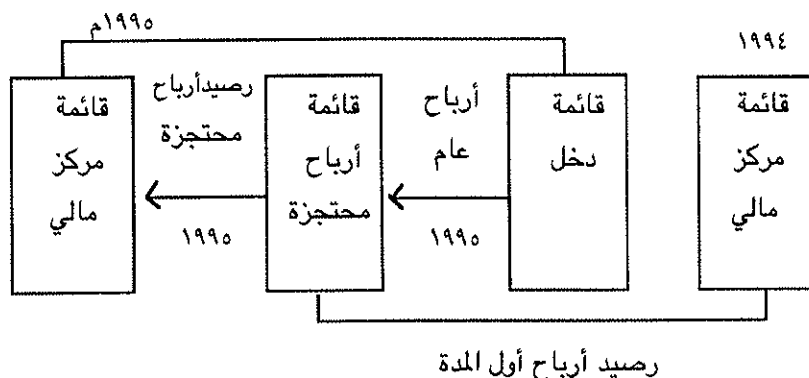 ١٩٩٤
١٩٩٥م
قائمة
مركز
مالي
قائمة
دخل
أرباح
عام
١٩٩٥
قائمة
أرباح
محتجزة
رصيدأرباح
محتجزة
١٩٩٥
قائمة
مركز
مالي
رصيد أرباح أول المدة